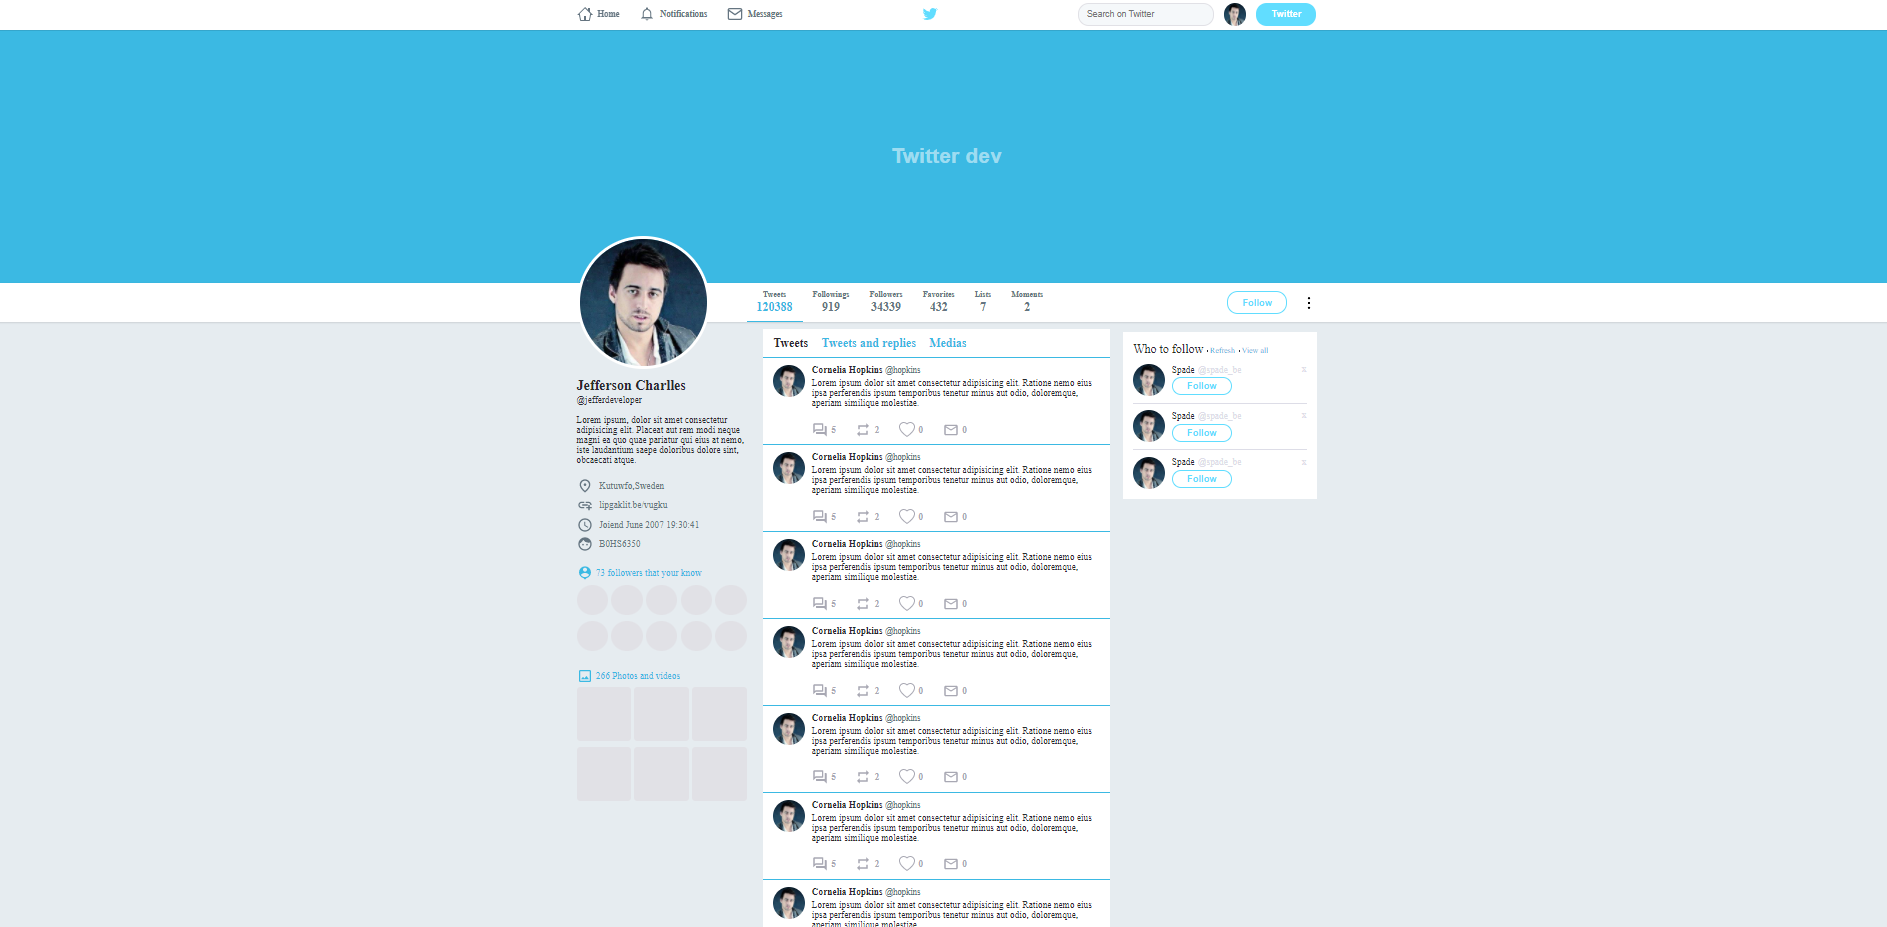 Home Notifications Messages Search on Twitter Twitter
Twitter dev
Tweets Followings Followers Favorites Lists Moments
120388 919 34339 432 7 2
Follow
Jefferson Charlles
@jefferdeveloper
Lorem ipsum, dolor sit amet consectetur
adipisicing elit. Placeat aut rem modi neque
magni ea quo quae pariatur qui eius at nemo,
iste laudantium saepe doloribus dolore sint,
obcaecati atque.
Kutuwfo,Sweden
lipgaklit.be/vugku
Joiend June 2007 19:30:41
B0HS6350
73 followers that your know
266 Photos and videos
Tweets Tweets and replies Medias
Cornelia Hopkins @hopkins
Lorem ipsum dolor sit amet consectetur adipisicing elit. Ratione nemo eius
ipsa perferendis ipsum temporibus tenetur minus aut odio, doloremque,
aperiam similique molestiae.
5 2 0 0
Cornelia Hopkins @hopkins
Lorem ipsum dolor sit amet consectetur adipisicing elit. Ratione nemo eius
ipsa perferendis ipsum temporibus tenetur minus aut odio, doloremque,
aperiam similique molestiae.
5 2 0 0
Cornelia Hopkins @hopkins
Lorem ipsum dolor sit amet consectetur adipisicing elit. Ratione nemo eius
ipsa perferendis ipsum temporibus tenetur minus aut odio, doloremque,
aperiam similique molestiae.
5 2 0 0
Cornelia Hopkins @hopkins
Lorem ipsum dolor sit amet consectetur adipisicing elit. Ratione nemo eius
ipsa perferendis ipsum temporibus tenetur minus aut odio, doloremque,
aperiam similique molestiae.
5 2 0 0
Cornelia Hopkins @hopkins
Lorem ipsum dolor sit amet consectetur adipisicing elit. Ratione nemo eius
ipsa perferendis ipsum temporibus tenetur minus aut odio, doloremque,
aperiam similique molestiae.
5 2 0 0
Cornelia Hopkins @hopkins
Lorem ipsum dolor sit amet consectetur adipisicing elit. Ratione nemo eius
ipsa perferendis ipsum temporibus tenetur minus aut odio, doloremque,
aperiam similique molestiae.
5 2 0 0
Cornelia Hopkins @hopkins
Lorem ipsum dolor sit amet consectetur adipisicing elit. Ratione nemo eius
ipsa perferendis ipsum temporibus tenetur minus aut odio, doloremque,
aperiam similique molestiae.
Who to follow • Refresh • View all
Spade @spade_be
Follow
Spade @spade_be
Follow
Spade @spade_be
Follow